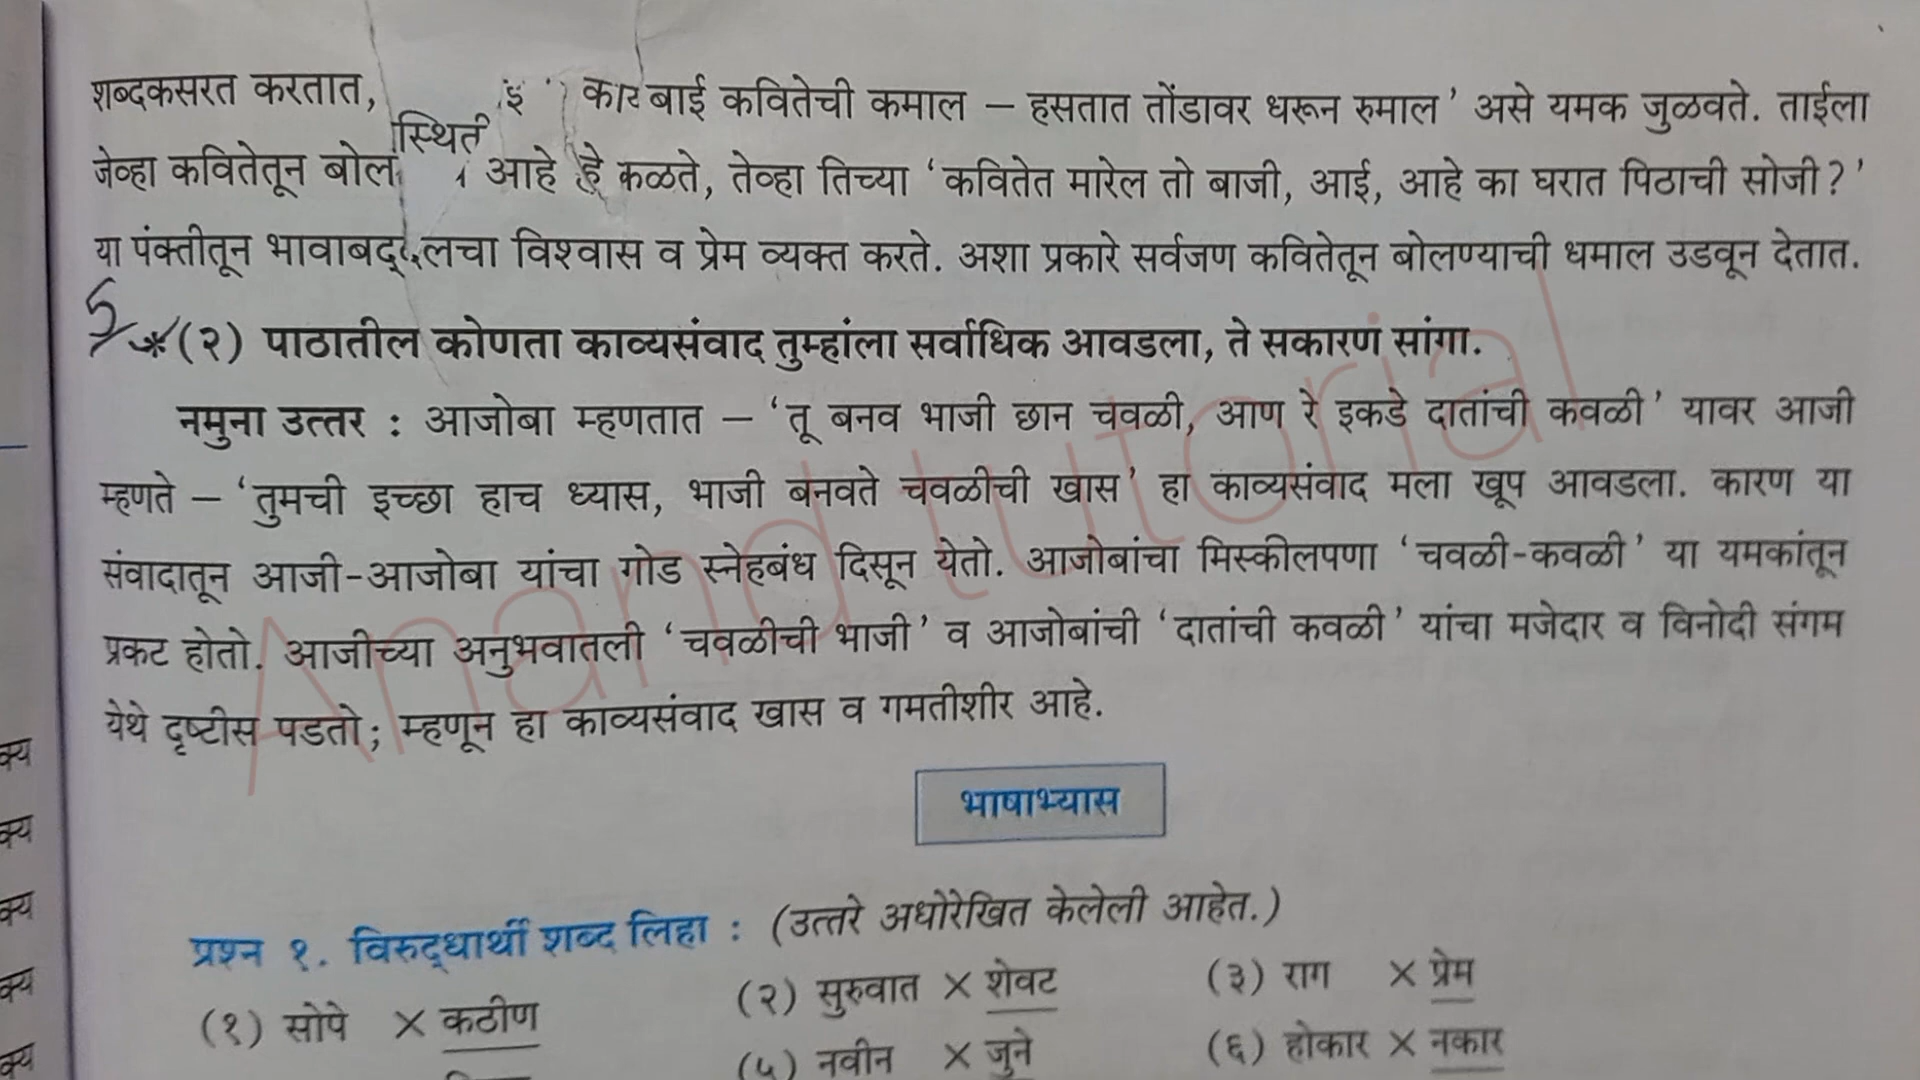 शब्दकसरत करतात, कार बाई कवितेची कमाल – हसतात तोंडावर धरून रुमाल’ असे यमक जुळवते. ताईला
स्थिती
जेव्हा कवितेतून बोल आहे हे कळते, तेव्हा तिच्या ‘कवितेत मारेल तो बाजी, आई, आहे का घरात पिठाची सोजी?’
या पंक्तीतून भावाबद्दलचा विश्वास व प्रेम व्यक्त करते. अशा प्रकारे सर्वजण कवितेतून बोलण्याची धमाल उडवून देतात.
*(२) पाठातील कोणता काव्यसंवाद तुम्हांला सर्वाधिक आवडला, ते सकारण सांगा.
नमुना उत्तर : आजोबा म्हणतात – ‘तू बनव भाजी छान चवळी, आण रे इकडे दातांची कवळी’ यावर आजी
म्हणते – ‘तुमची इच्छा हाच ध्यास, भाजी बनवते चवळीची खास’ हा काव्यसंवाद मला खूप आवडला. कारण या
संवादातून आजी-आजोबा यांचा गोड स्नेहबंध दिसून येतो. आजोबांचा मिस्कीलपणा ‘चवळी-कवळी’ या यमकांतून
प्रकट होतो. आजीच्या अनुभवातली ‘चवळीची भाजी’ व आजोबांची ‘दातांची कवळी’ यांचा मजेदार व विनोदी संगम
येथे दृष्टीस पडतो; म्हणून हा काव्यसंवाद खास व गमतीशीर आहे.
Anand tutorial
भाषाभ्यास
प्रश्न १. विरुद्धार्थी शब्द लिहा : (उत्तरे अधोरेखित केलेली आहेत.)
(१) सोपे × कठीण (२) सुरुवात × शेवट (३) राग × प्रेम
(५) नवीन × जुने (६) होकार × नकार
क्य
क्य
क्य
क्य
क्य